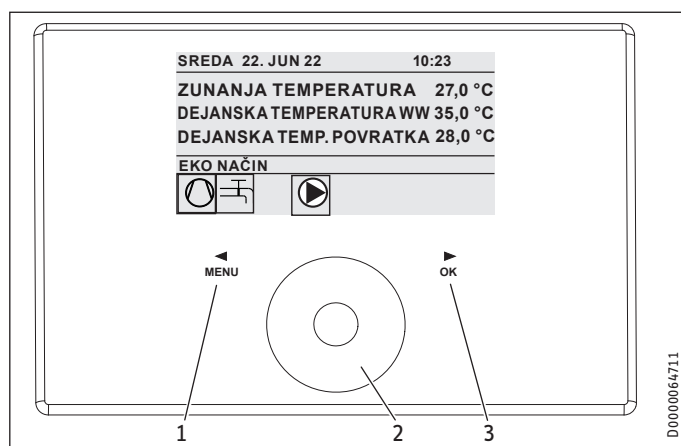 SREDA 22. JUN 22 10:23
ZUNANJA TEMPERATURA 27,0 °C
DEJANSKA TEMPERATURA WW 35,0 °C
DEJANSKA TEMP. POVRATKA 28,0 °C
EKO NAČIN
MENU OK
1 2 3
D0000064711